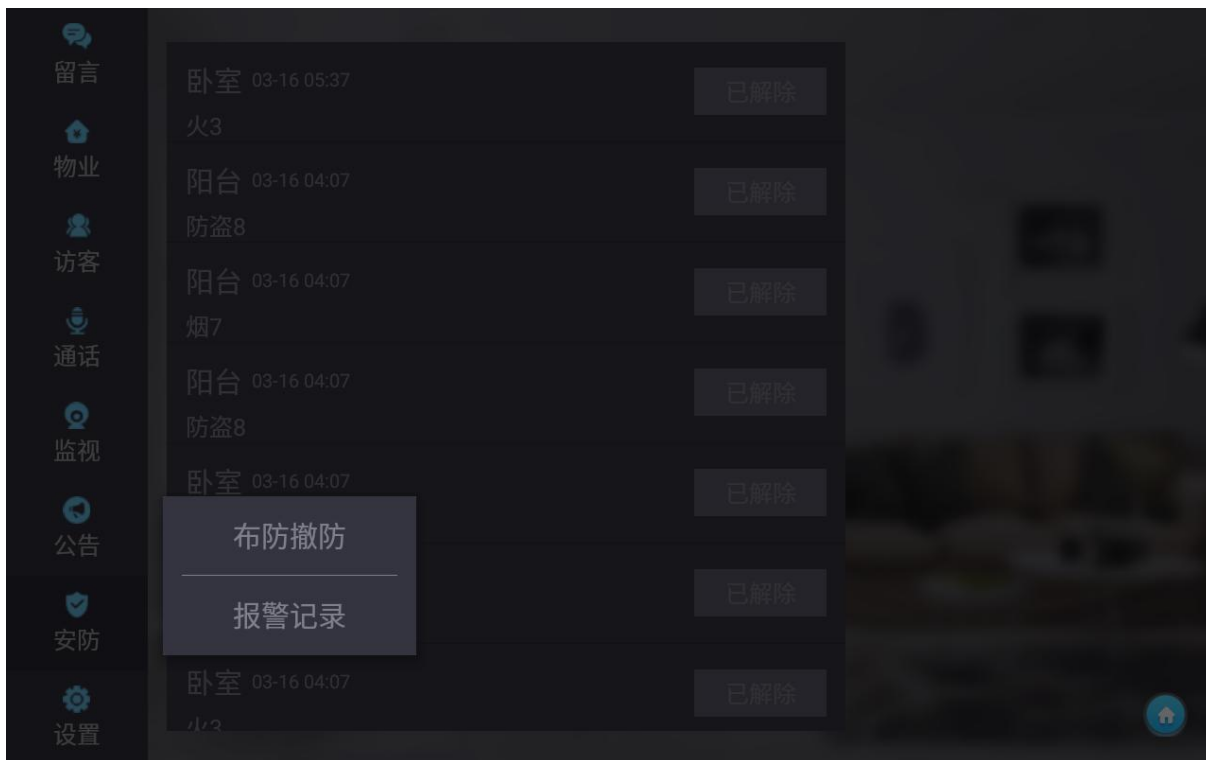 留言
物业
访客
通话
监视
公告
安防
设置
卧室 03-16 05:37
已解除
火3
阳台 03-16 04:07
已解除
防盗8
阳台 03-16 04:07
已解除
烟7
阳台 03-16 04:07
已解除
防盗8
卧室 03-16 04:07
已解除
布防撤防
已解除
报警记录
卧室 03-16 04:07
已解除
火3